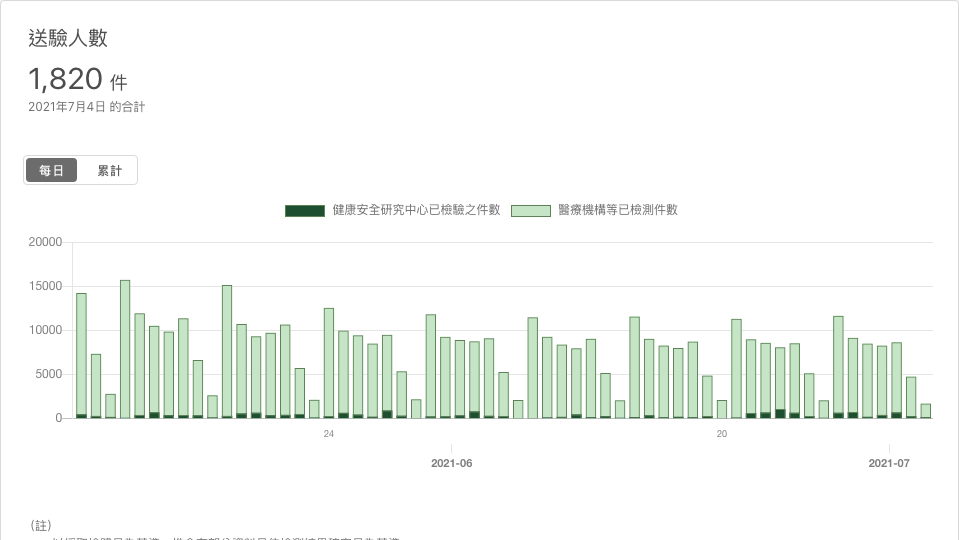 送驗人數
1,820 件
2021年7月4日 的合計
每日 累計
健康安全研究中心已檢驗之件數 醫療機構等已檢測件數
20000
15000
10000
5000
0
24 20
2021-06 2021-07
(註)